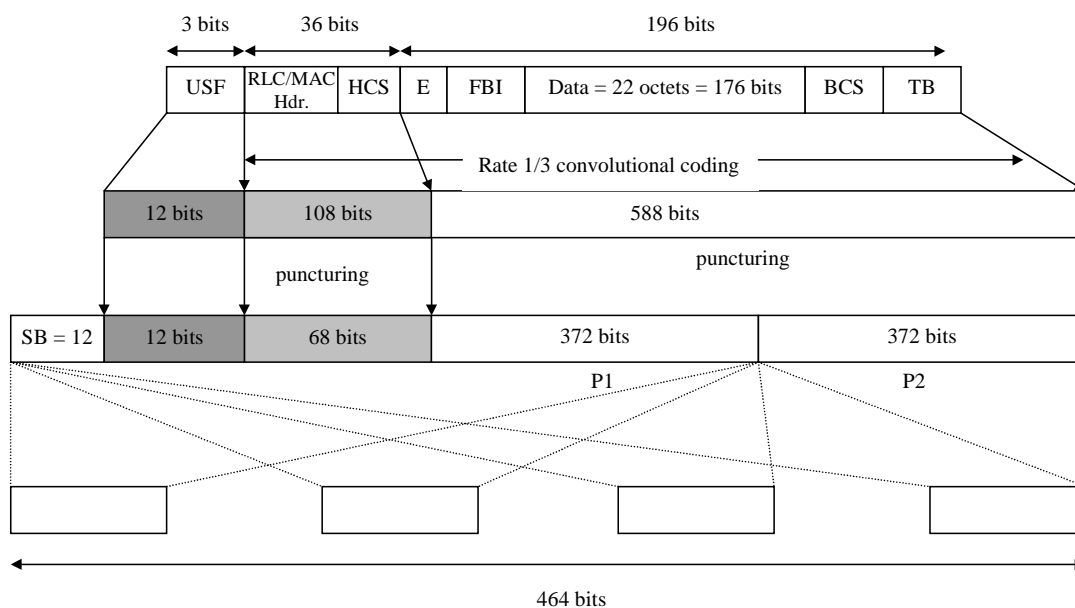 3 bits
36 bits
196 bits
USF
RLC/MAC
Hdr.
HCS
E
FBI
Data = 22 octets = 176 bits
BCS
TB
Rate 1/3 convolutional coding
12 bits
108 bits
588 bits
puncturing
puncturing
SB = 12
12 bits
68 bits
372 bits
372 bits
P1
P2
464 bits